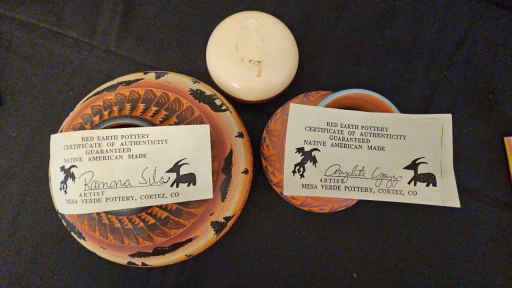 RED EARTH POTTERY
CERTIFICATE OF AUTHENTICITY
GUARANTEED
NATIVE AMERICAN MADE
Ramona Silas
ARTIST
MESA VERDE POTTERY, CORTEZ, CO
RED EARTH POTTERY
CERTIFICATE OF AUTHENTICITY
GUARANTEED
NATIVE AMERICAN MADE
ARTIST
MESA VERDE POTTERY, CORTEZ, CO